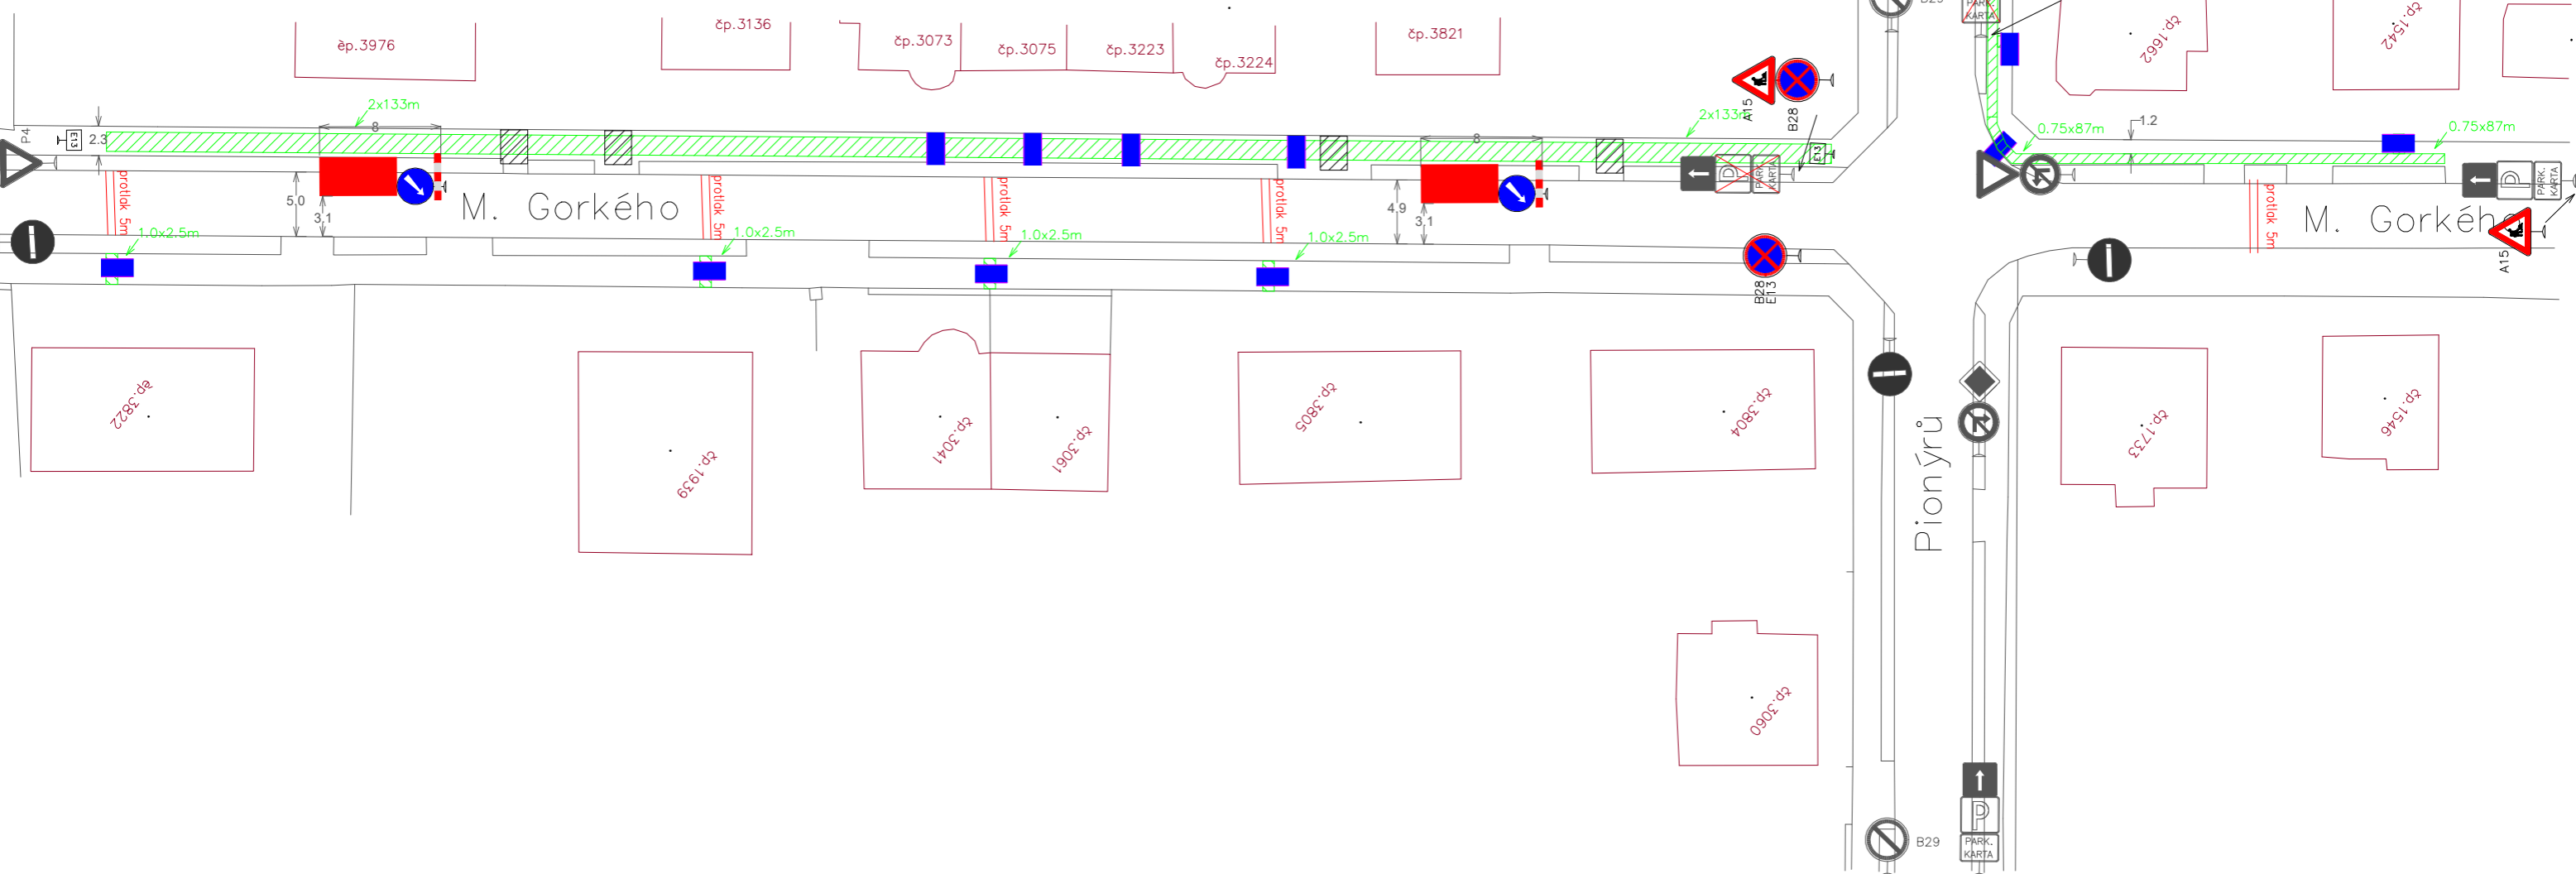 B29
PARK.
KARTA
čp.3136
èp.3976
čp.3073
čp.3075
čp.3223
čp.3224
čp.3821
čp.1662
čp.1542
2x133m
8
2x133m
A15
B28
P4
E13
2.3
8
E13
P
PARK.
KARTA
1.2
0.75x87m
0.75x87m
protlak 5m
5.0
3,1
M. Gorkého
protlak 5m
protlak 5m
protlak 5m
4.9
3,1
protlak 5m
M. Gorkého
P
PARK.
KARTA
A15
1.0x2.5m
1.0x2.5m
1.0x2.5m
1.0x2.5m
B28
E13
èp.3822
čp.1939
čp.3041
čp.3061
čp.3805
čp.3804
čp.1733
čp.1546
Pionýrů
čp.3060
P
PARK.
KARTA
B29